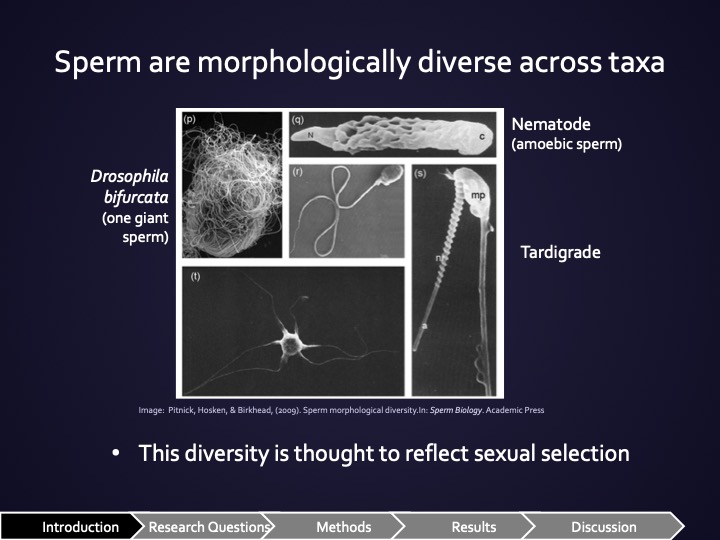 Sperm are morphologically diverse across taxa
(p)
(q)
N
c
Nematode
(amoebic sperm)
Drosophila
bifurcata
(one giant
sperm)
(r)
(s)
mp
n
a
Tardigrade
(t)
Image: Pitnick, Hosken, & Birkhead, (2009). Sperm morphological diversity.In: Sperm Biology. Academic Press
• This diversity is thought to reflect sexual selection
Introduction
Research Questions
Methods
Results
Discussion